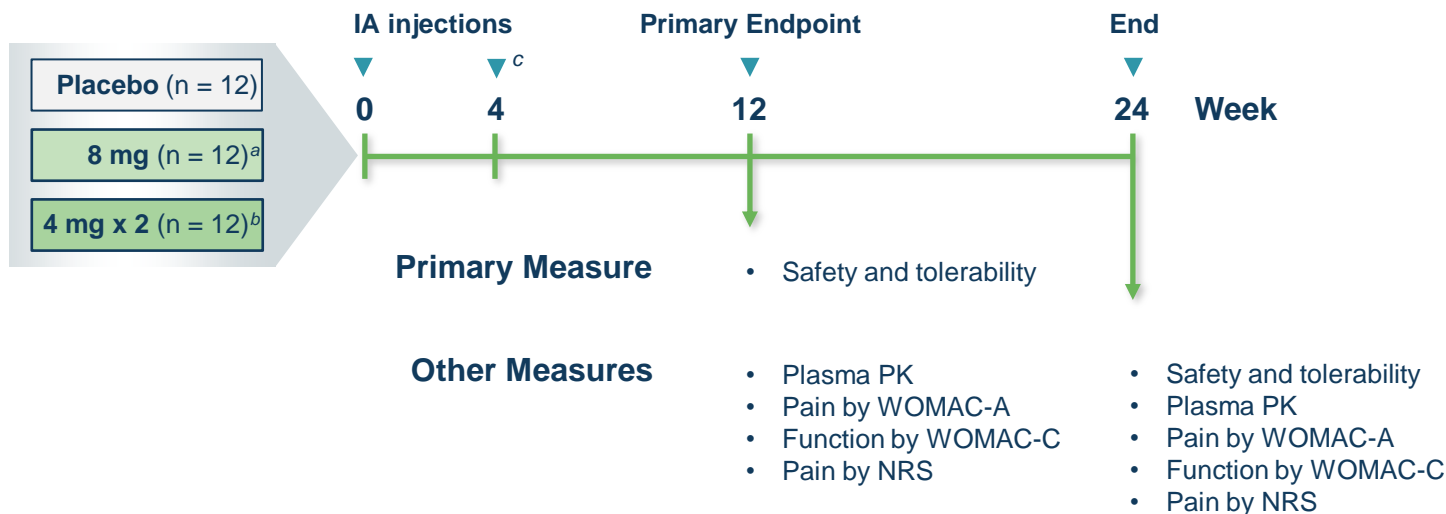 IA injections
Primary Endpoint
End
c
Placebo (n = 12)
8 mg (n = 12)a
4 mg x 2 (n = 12)b
0
4
12
24
Week
Primary Measure
• Safety and tolerability
Other Measures
• Plasma PK
• Pain by WOMAC-A
• Function by WOMAC-C
• Pain by NRS
• Safety and tolerability
• Plasma PK
• Pain by WOMAC-A
• Function by WOMAC-C
• Pain by NRS